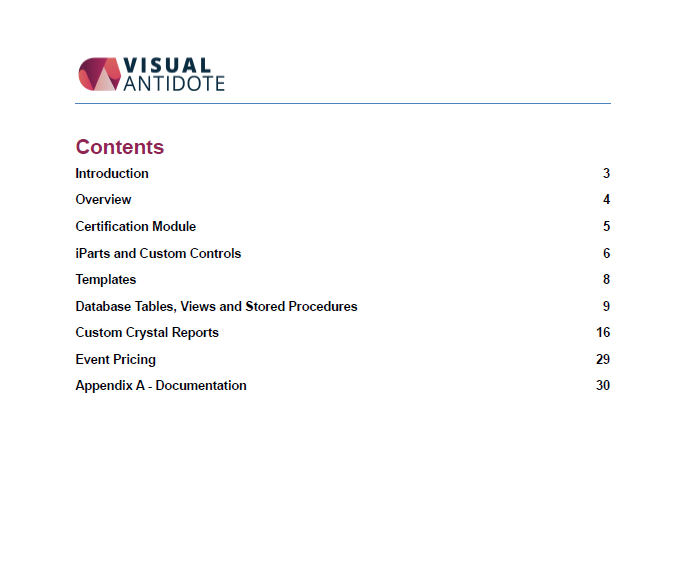 VISUAL
ANTIDOTE
Contents
Introduction 3
Overview 4
Certification Module 5
iParts and Custom Controls 6
Templates 8
Database Tables, Views and Stored Procedures 9
Custom Crystal Reports 16
Event Pricing 29
Appendix A - Documentation 30